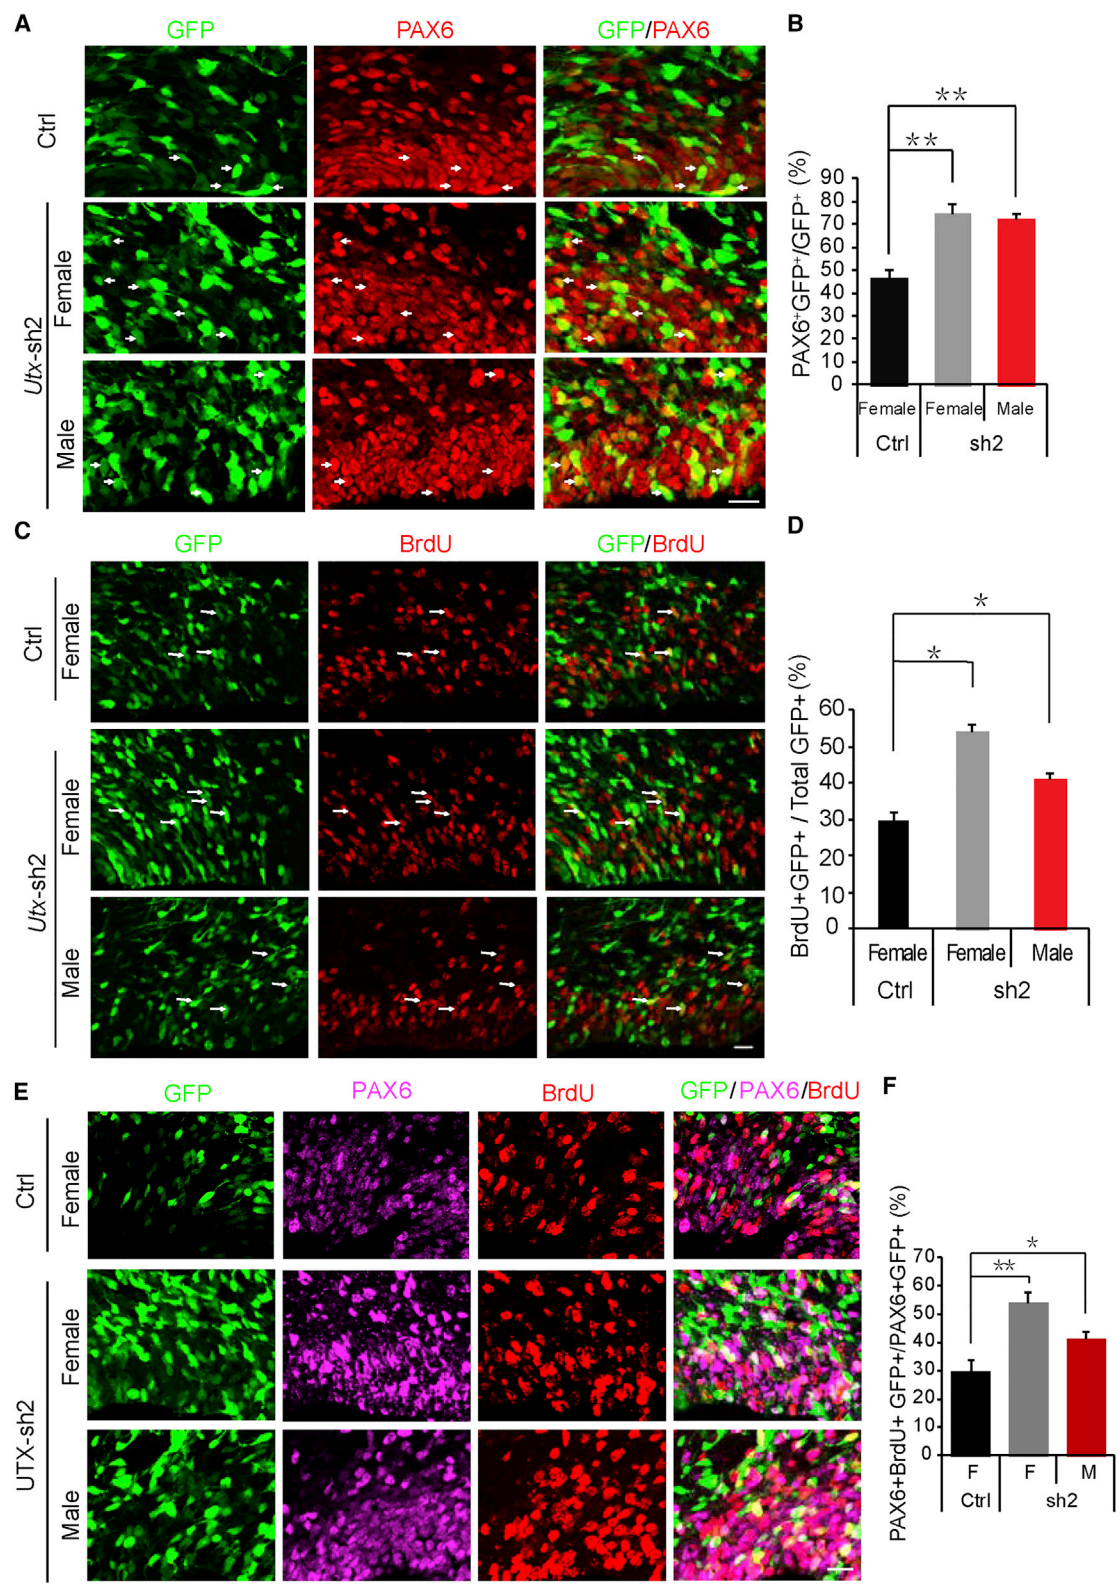 A
GFP
PAX6
GFP/PAX6
Ctrl
Utx-sh2
Female
Male
B
**
**
PAX6+GFP+/GFP+ (%)
90
80
70
60
50
40
30
20
10
0
Female
Female
Male
Ctrl
sh2
C
GFP
BrdU
GFP/BrdU
Ctrl
Female
Utx-sh2
Female
Male
D
*
*
BrdU+GFP+ / Total GFP+ (%)
60
50
40
30
20
10
0
Female
Female
Male
Ctrl
sh2
E
GFP
PAX6
BrdU
GFP/PAX6/BrdU
Ctrl
Female
UTX-sh2
Female
Male
F
*
**
PAX6+BrdU+ GFP+/PAX6+GFP+ (%)
70
60
50
40
30
20
10
0
F
F
M
Ctrl
sh2